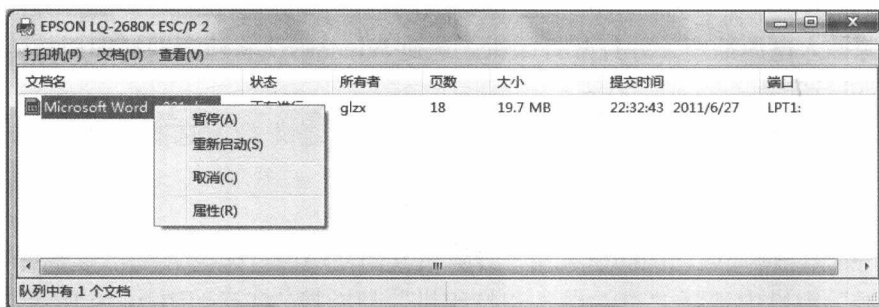 EPSON LQ-2680K ESC/P 2
打印机(P) 文档(D) 查看(V)
文档名 状态 所有者 页数 大小 提交时间 端口
Microsoft Word glzx 18 19.7 MB 22:32:43 2011/6/27 LPT1:
暂停(A)
重新启动(S)
取消(C)
属性(R)
队列中有 1 个文档